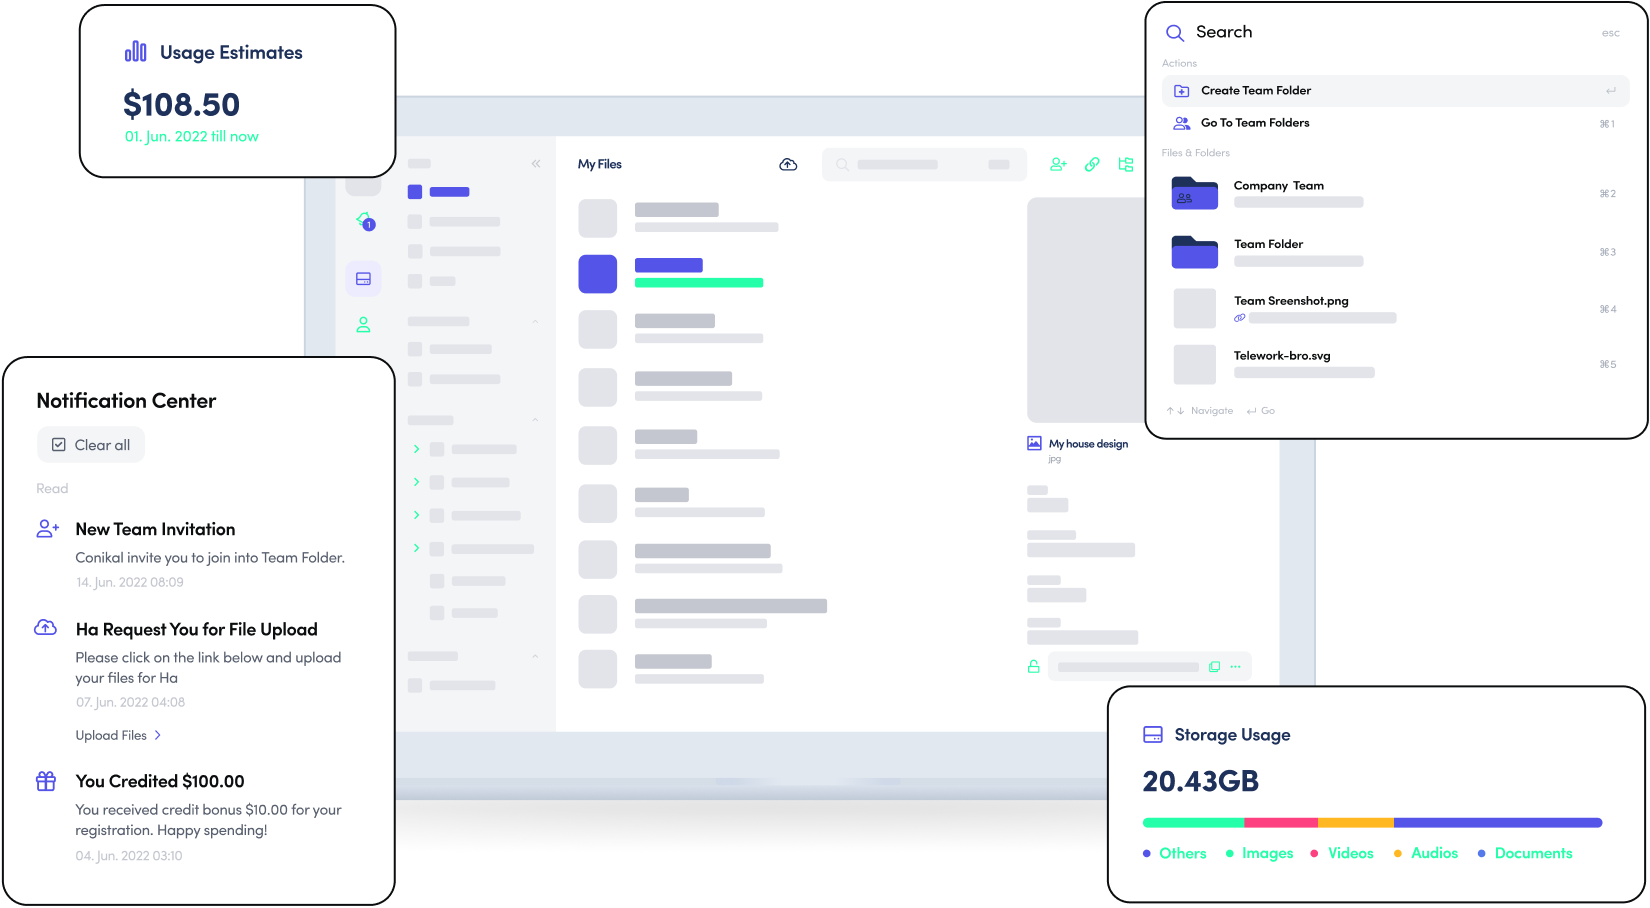 Usage Estimates
$108.50
01. Jun. 2022 till now
1
Notification Center
Clear all
Read
New Team Invitation
Conikal invite you to join into Team Folder.
14. Jun. 2022 08:09
Ha Request You for File Upload
Please click on the link below and upload
your files for Ha
07. Jun. 2022 04:08
Upload Files
You Credited $100.00
You received credit bonus $10.00 for your
registration. Happy spending!
04. Jun. 2022 03:10
My Files
My house design
jpg
Search
esc
Actions
Create Team Folder
Go To Team Folders
⌘1
Files & Folders
Company Team
⌘2
Team Folder
⌘3
Team Sreenshot.png
⌘4
Telework-bro.svg
⌘5
Navigate Go
Storage Usage
20.43GB
Others Images Videos Audios Documents